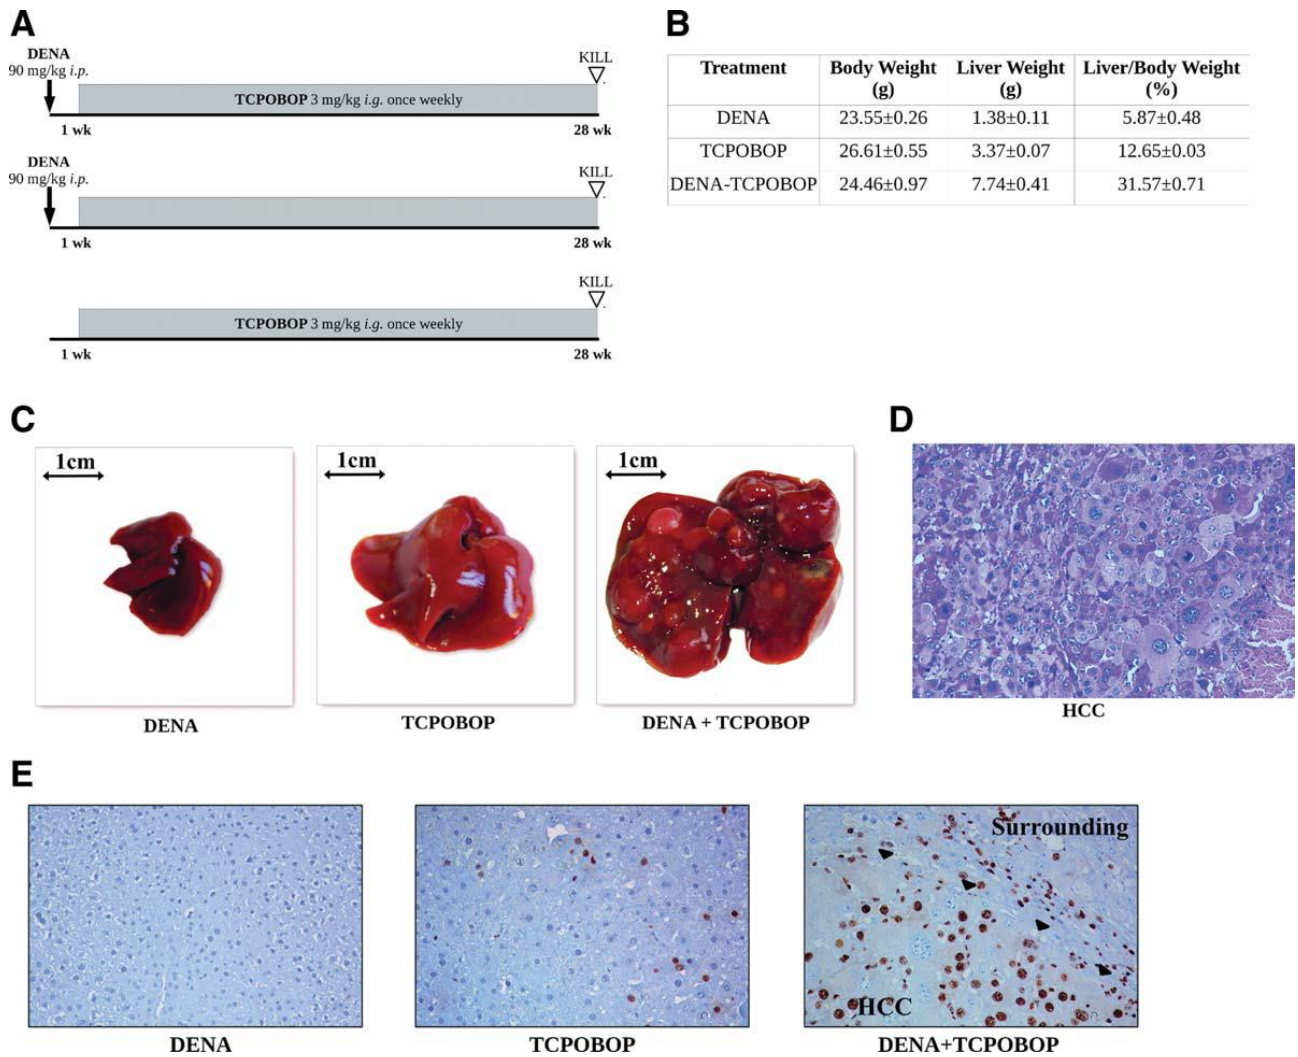 A
DENA
90 mg/kg i.p.
KILL
TCPOBOP 3 mg/kg i.g. once weekly
1 wk
28 wk
DENA
90 mg/kg i.p.
KILL
1 wk
28 wk
KILL
TCPOBOP 3 mg/kg i.g. once weekly
1 wk
28 wk
B
Treatment Body Weight (g) Liver Weight (g) Liver/Body Weight (%)
DENA 23.55±0.26 1.38±0.11 5.87±0.48
TCPOBOP 26.61±0.55 3.37±0.07 12.65±0.03
DENA-TCPOBOP 24.46±0.97 7.74±0.41 31.57±0.71
C
1cm
1cm
1cm
DENA
TCPOBOP
DENA + TCPOBOP
D
HCC
E
Surrounding
HCC
DENA
TCPOBOP
DENA+TCPOBOP